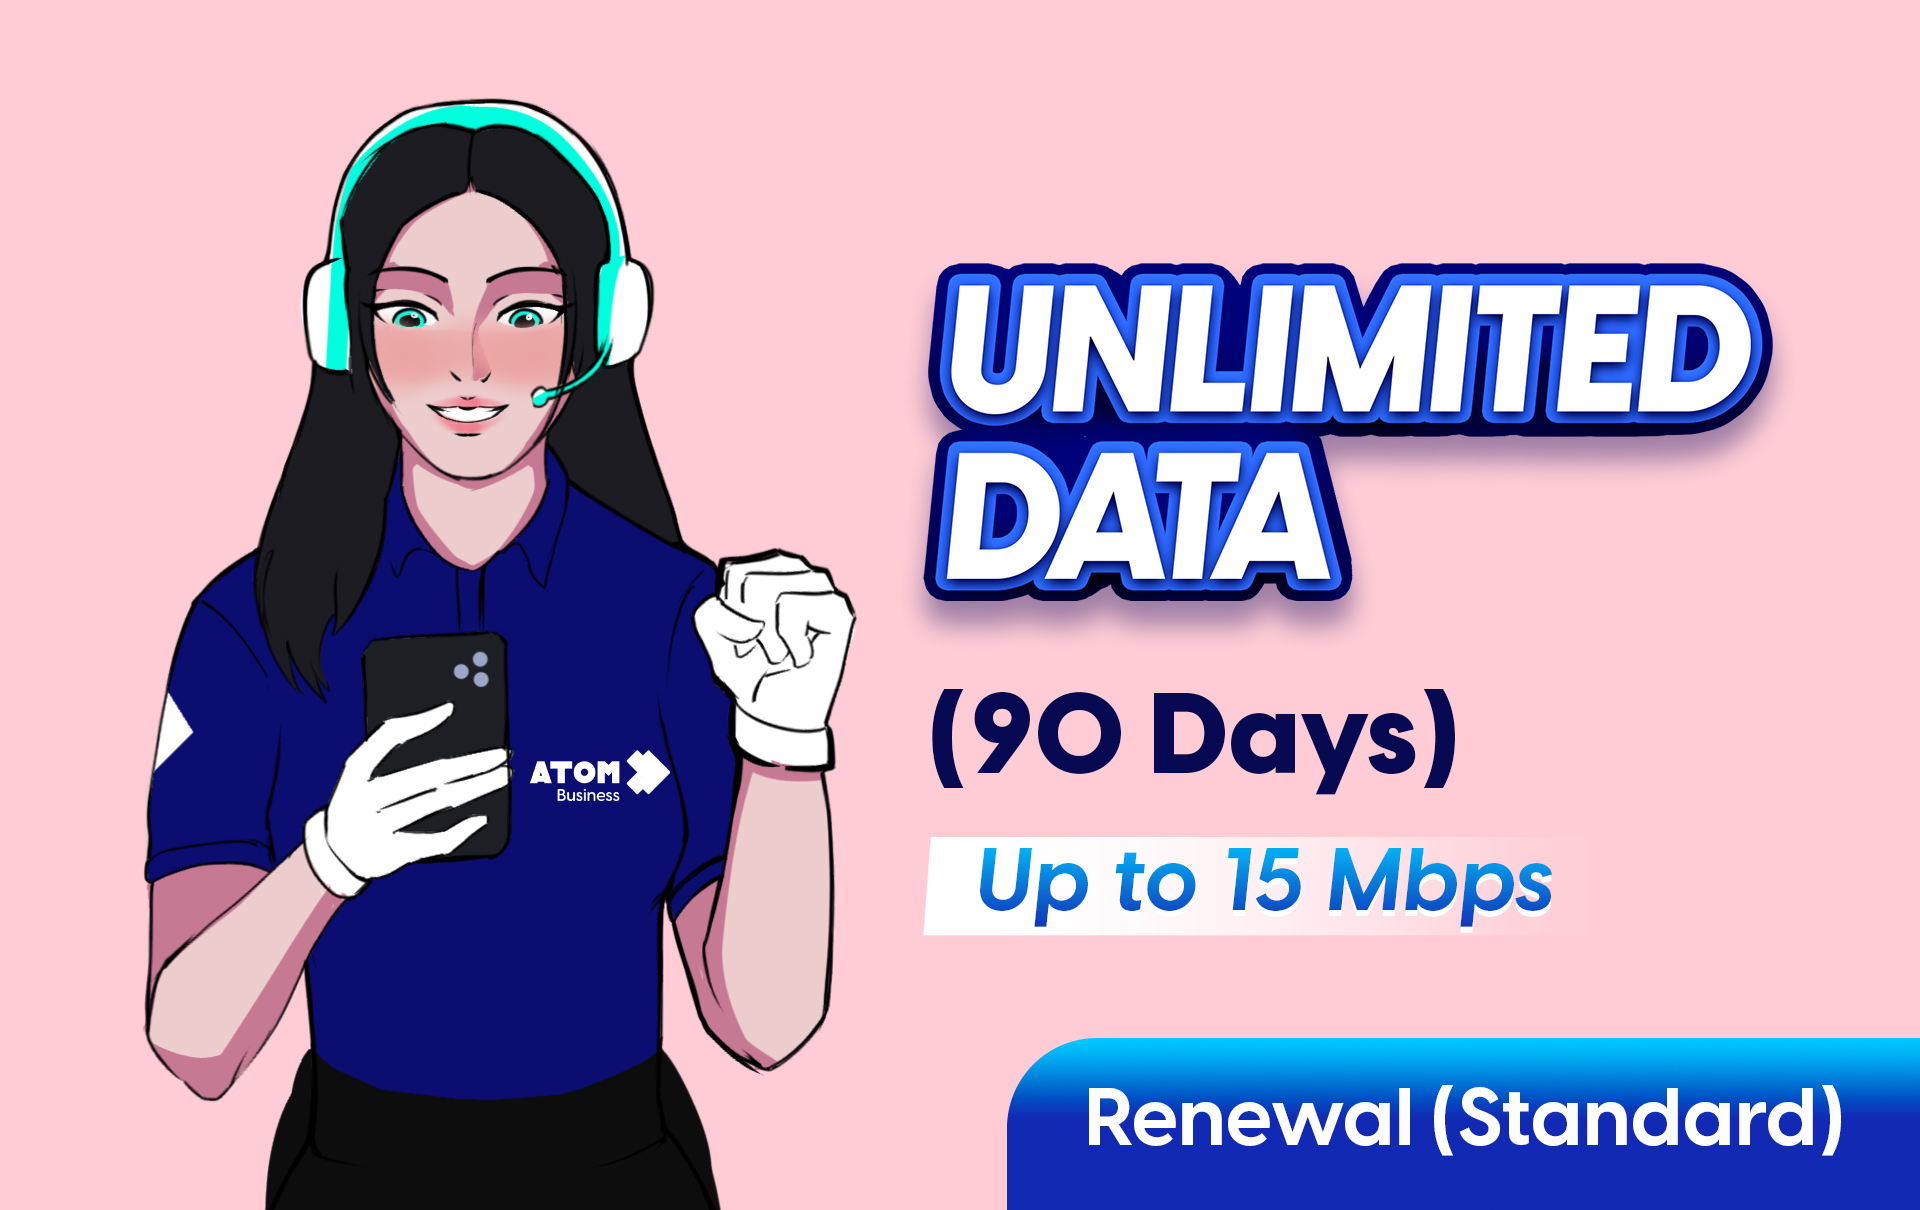 UNLIMITED
DATA
(90 Days)
Up to 15 Mbps
ATOM
Business
Renewal (Standard)